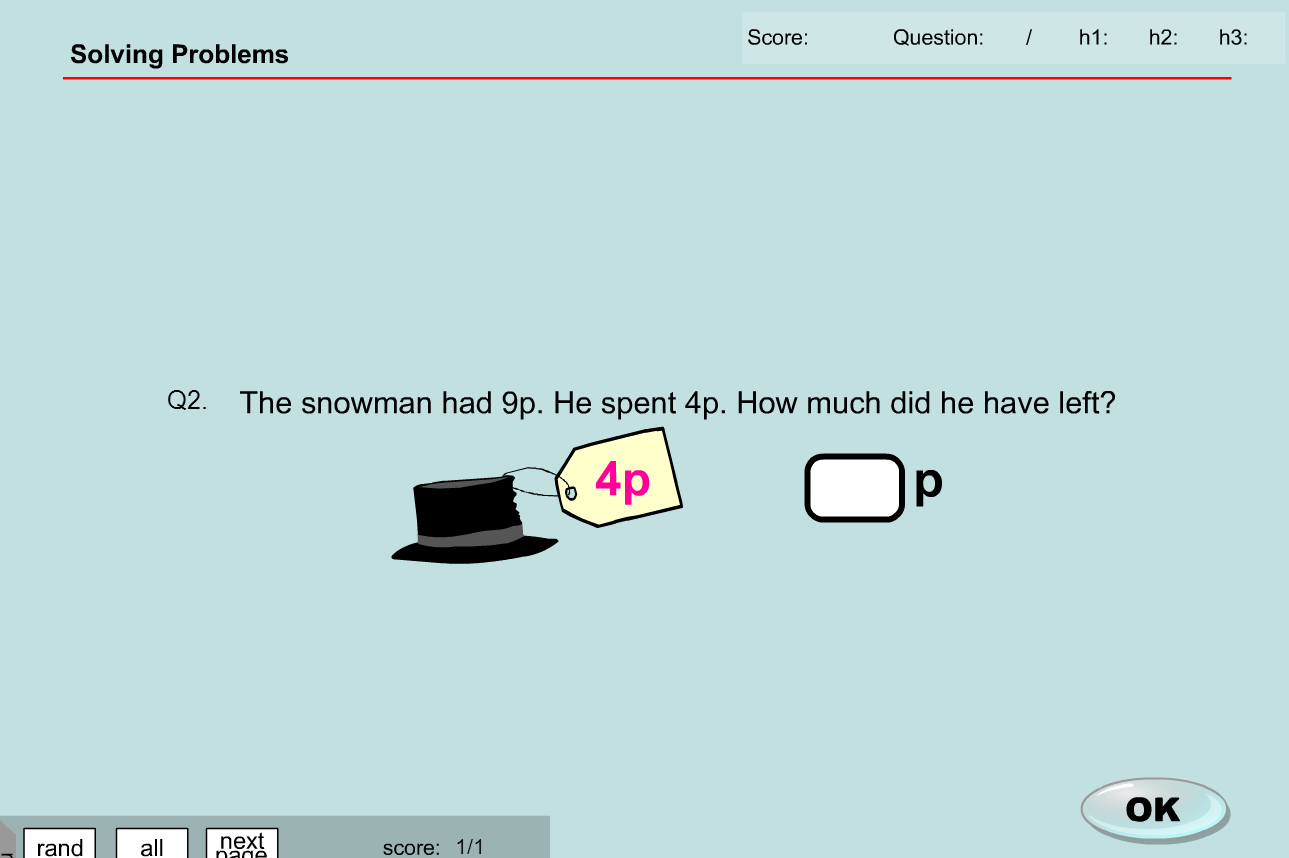 Solving Problems
Score: Question: / h1: h2: h3:
Q2. The snowman had 9p. He spent 4p. How much did he have left?
4p
p
OK
rand all next page score: 1/1